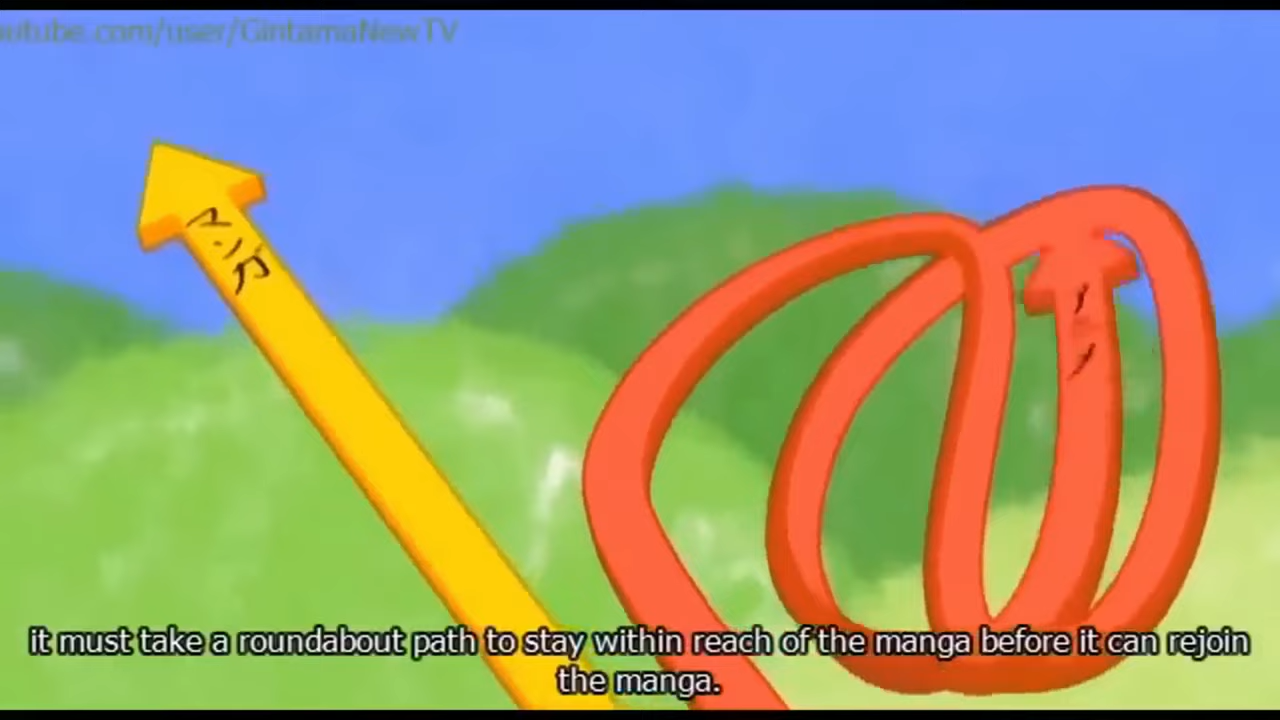 outube.com/user/GintamaNewTV
マンガ
it must take a roundabout path to stay within reach of the manga before it can rejoin
the manga.